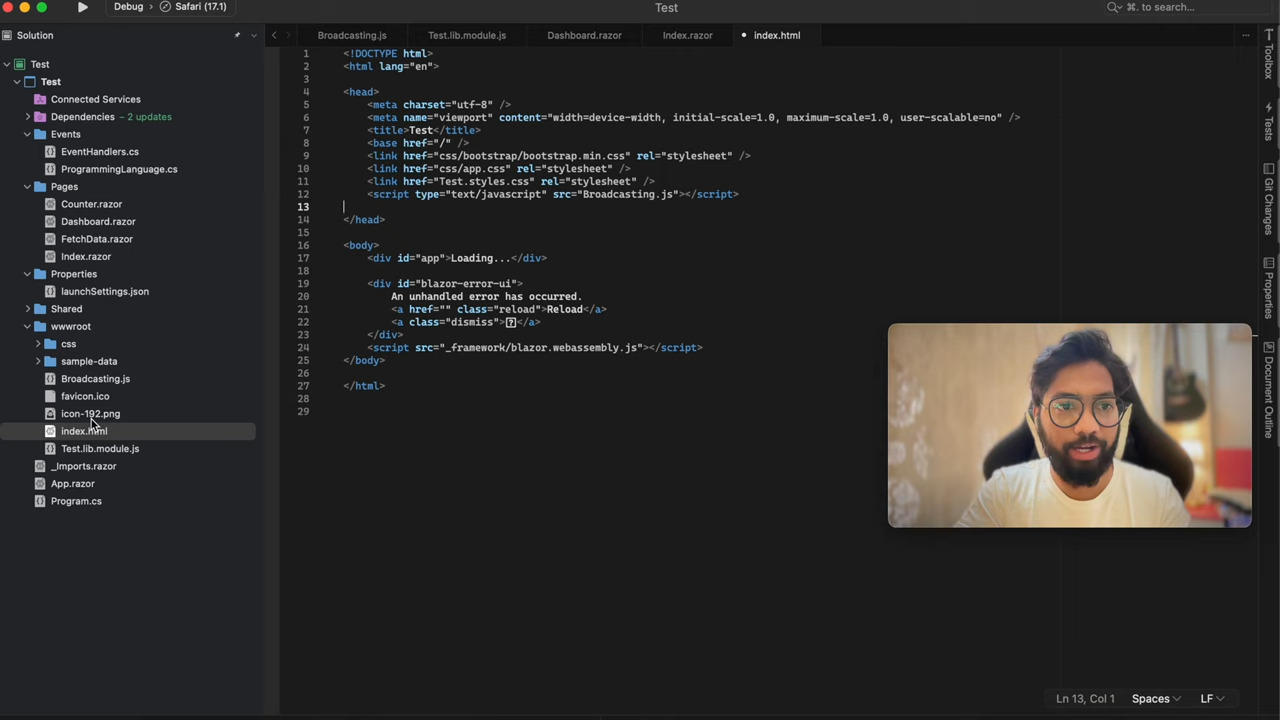 Debug
Safari (17.1)
Test
⌘. to search...
Solution
Broadcasting.js
Test.lib.module.js
Dashboard.razor
Index.razor
index.html
Test
Test
Connected Services
Dependencies – 2 updates
Events
EventHandlers.cs
ProgrammingLanguage.cs
Pages
Counter.razor
Dashboard.razor
FetchData.razor
Index.razor
Properties
launchSettings.json
Shared
wwwroot
css
sample-data
Broadcasting.js
favicon.ico
icon-192.png
index.html
Test.lib.module.js
_Imports.razor
App.razor
Program.cs
1 <!DOCTYPE html>
2 <html lang="en">
3
4 <head>
5 <meta charset="utf-8" />
6 <meta name="viewport" content="width=device-width, initial-scale=1.0, maximum-scale=1.0, user-scalable=no" />
7 <title>Test</title>
8 <base href="/" />
9 <link href="css/bootstrap/bootstrap.min.css" rel="stylesheet" />
10 <link href="css/app.css" rel="stylesheet" />
11 <link href="Test.styles.css" rel="stylesheet" />
12 <script type="text/javascript" src="Broadcasting.js"></script>
13
14 </head>
15
16 <body>
17 <div id="app">Loading...</div>
18
19 <div id="blazor-error-ui">
20 An unhandled error has occurred.
21 <a href="" class="reload">Reload</a>
22 <a class="dismiss">🗙</a>
23 </div>
24 <script src="_framework/blazor.webassembly.js"></script>
25 </body>
26
27 </html>
28
29
Toolbox
Tests
Git Changes
Properties
Document Outline
Ln 13, Col 1
Spaces
LF